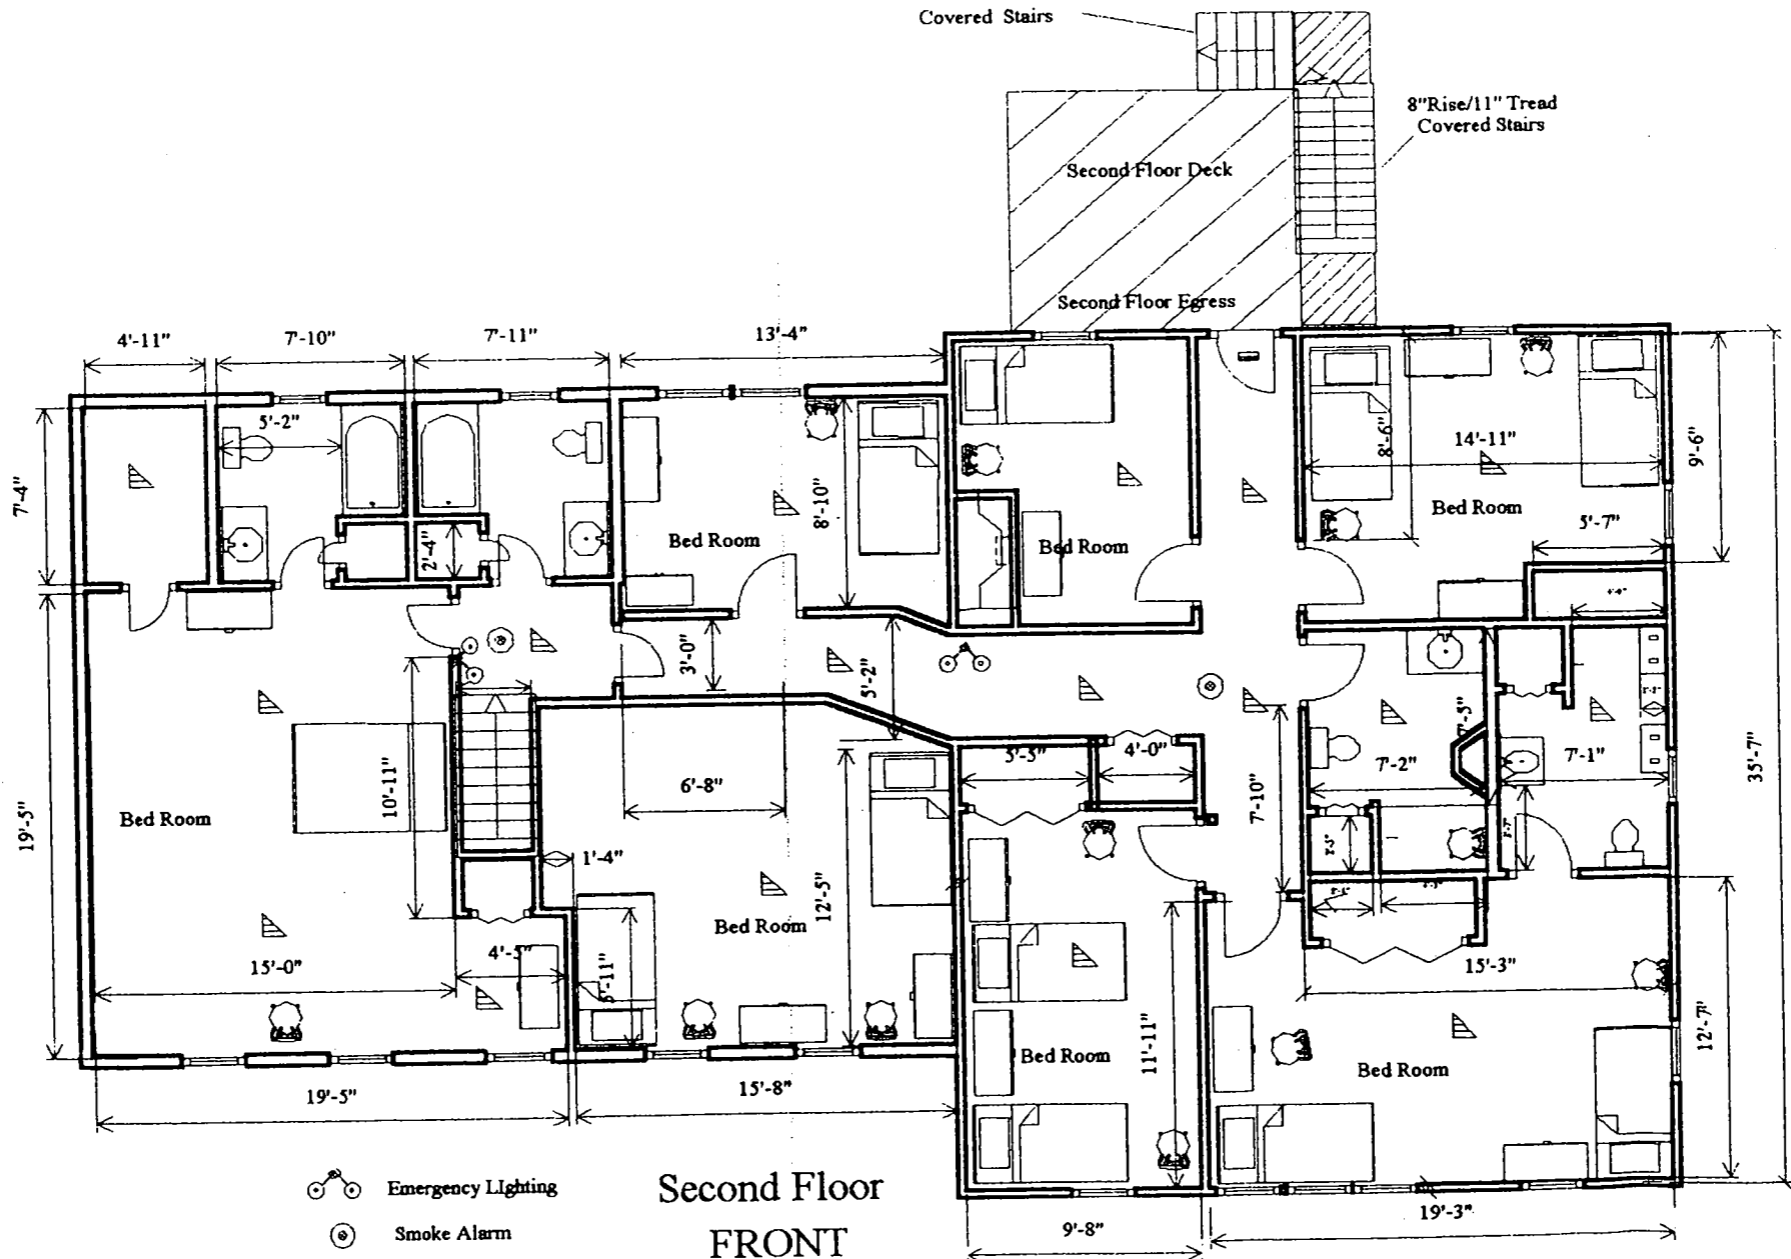 Covered Stairs
8"Rise/11" Tread
Covered Stairs
Second Floor Deck
Second Floor Egress
4'-11"
7'-10"
7'-11"
13'-4"
5'-2"
8'-6"
14'-11"
9'-6"
7'-4"
2'-4"
8'-10"
Bed Room
Bed Room
Bed Room
5'-7"
3'-0"
5'-2"
7'-5"
35'-7"
19'-5"
Bed Room
10'-11"
6'-8"
5'-5"
4'-0"
7'-10"
7'-2"
7'-1"
1'-4"
12'-5"
Bed Room
15'-0"
4'-5"
5'-11"
15'-3"
12'-7"
11'-11"
Bed Room
Bed Room
19'-5"
15'-8"
9'-8"
19'-3"
Emergency LIghting
Smoke Alarm
Second Floor
FRONT